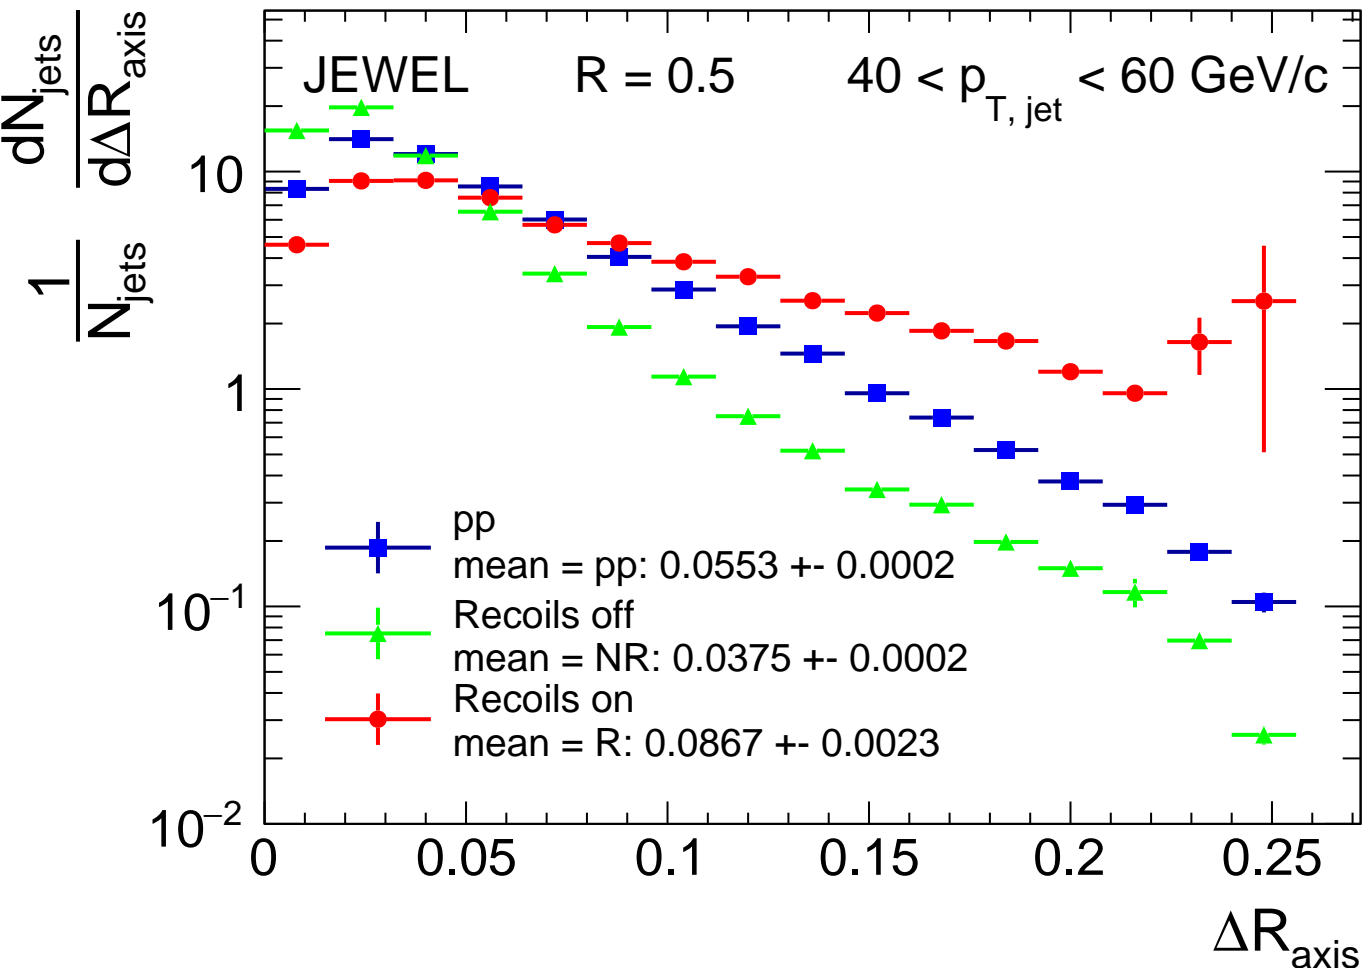 1/N_jets dN_jets/dΔR_axis
JEWEL R = 0.5 40 < p_T, jet < 60 GeV/c
10
1
10^−1
10^−2
pp
mean = pp: 0.0553 +- 0.0002
Recoils off
mean = NR: 0.0375 +- 0.0002
Recoils on
mean = R: 0.0867 +- 0.0023
0 0.05 0.1 0.15 0.2 0.25
ΔR_axis